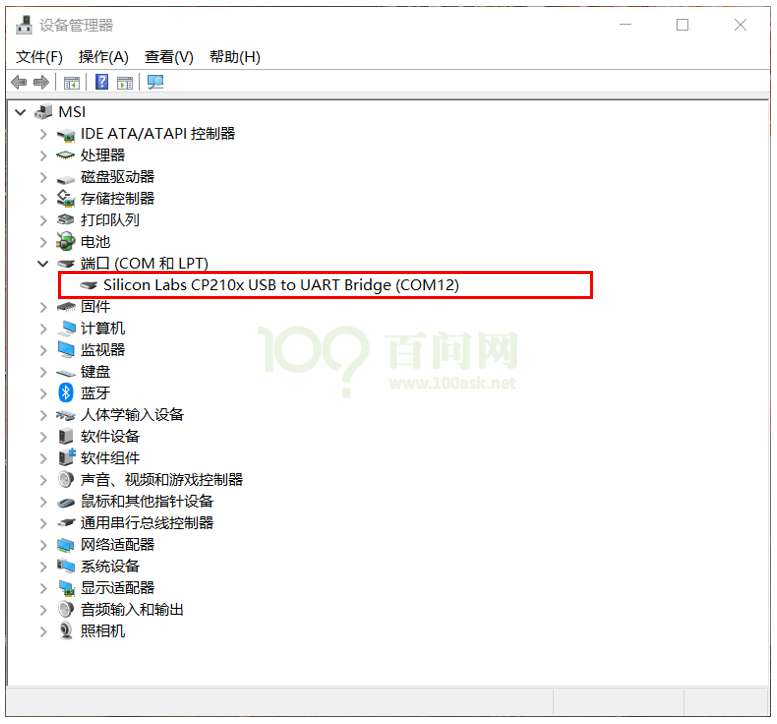 设备管理器
文件(F) 操作(A) 查看(V) 帮助(H)
MSI
IDE ATA/ATAPI 控制器
处理器
磁盘驱动器
存储控制器
打印队列
电池
端口 (COM 和 LPT)
Silicon Labs CP210x USB to UART Bridge (COM12)
固件
计算机
监视器
键盘
蓝牙
人体学输入设备
软件设备
软件组件
声音、视频和游戏控制器
鼠标和其他指针设备
通用串行总线控制器
网络适配器
系统设备
显示适配器
音频输入和输出
照相机
100? 百问网
www.100ask.net